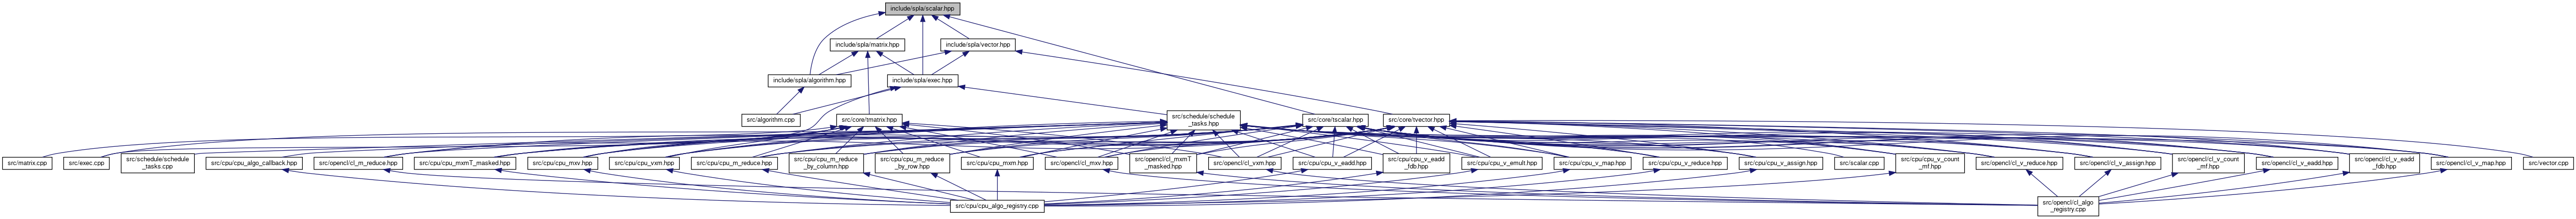 include/spla/scalar.hpp
include/spla/matrix.hpp
include/spla/vector.hpp
include/spla/algorithm.hpp
include/spla/exec.hpp
src/algorithm.cpp
src/core/tmatrix.hpp
src/schedule/schedule
_tasks.hpp
src/core/tscalar.hpp
src/core/tvector.hpp
src/matrix.cpp
src/exec.cpp
src/schedule/schedule
_tasks.cpp
src/cpu/cpu_algo_callback.hpp
src/opencl/cl_m_reduce.hpp
src/cpu/cpu_mxmT_masked.hpp
src/cpu/cpu_mxv.hpp
src/cpu/cpu_vxm.hpp
src/cpu/cpu_m_reduce.hpp
src/cpu/cpu_m_reduce
_by_column.hpp
src/cpu/cpu_m_reduce
_by_row.hpp
src/cpu/cpu_mxm.hpp
src/opencl/cl_mxv.hpp
src/opencl/cl_mxmT
_masked.hpp
src/opencl/cl_vxm.hpp
src/cpu/cpu_v_eadd.hpp
src/cpu/cpu_v_eadd
_fdb.hpp
src/cpu/cpu_v_emult.hpp
src/cpu/cpu_v_map.hpp
src/cpu/cpu_v_reduce.hpp
src/cpu/cpu_v_assign.hpp
src/scalar.cpp
src/cpu/cpu_v_count
_mf.hpp
src/opencl/cl_v_reduce.hpp
src/opencl/cl_v_assign.hpp
src/opencl/cl_v_count
_mf.hpp
src/opencl/cl_v_eadd.hpp
src/opencl/cl_v_eadd
_fdb.hpp
src/opencl/cl_v_map.hpp
src/vector.cpp
src/cpu/cpu_algo_registry.cpp
src/opencl/cl_algo
_registry.cpp